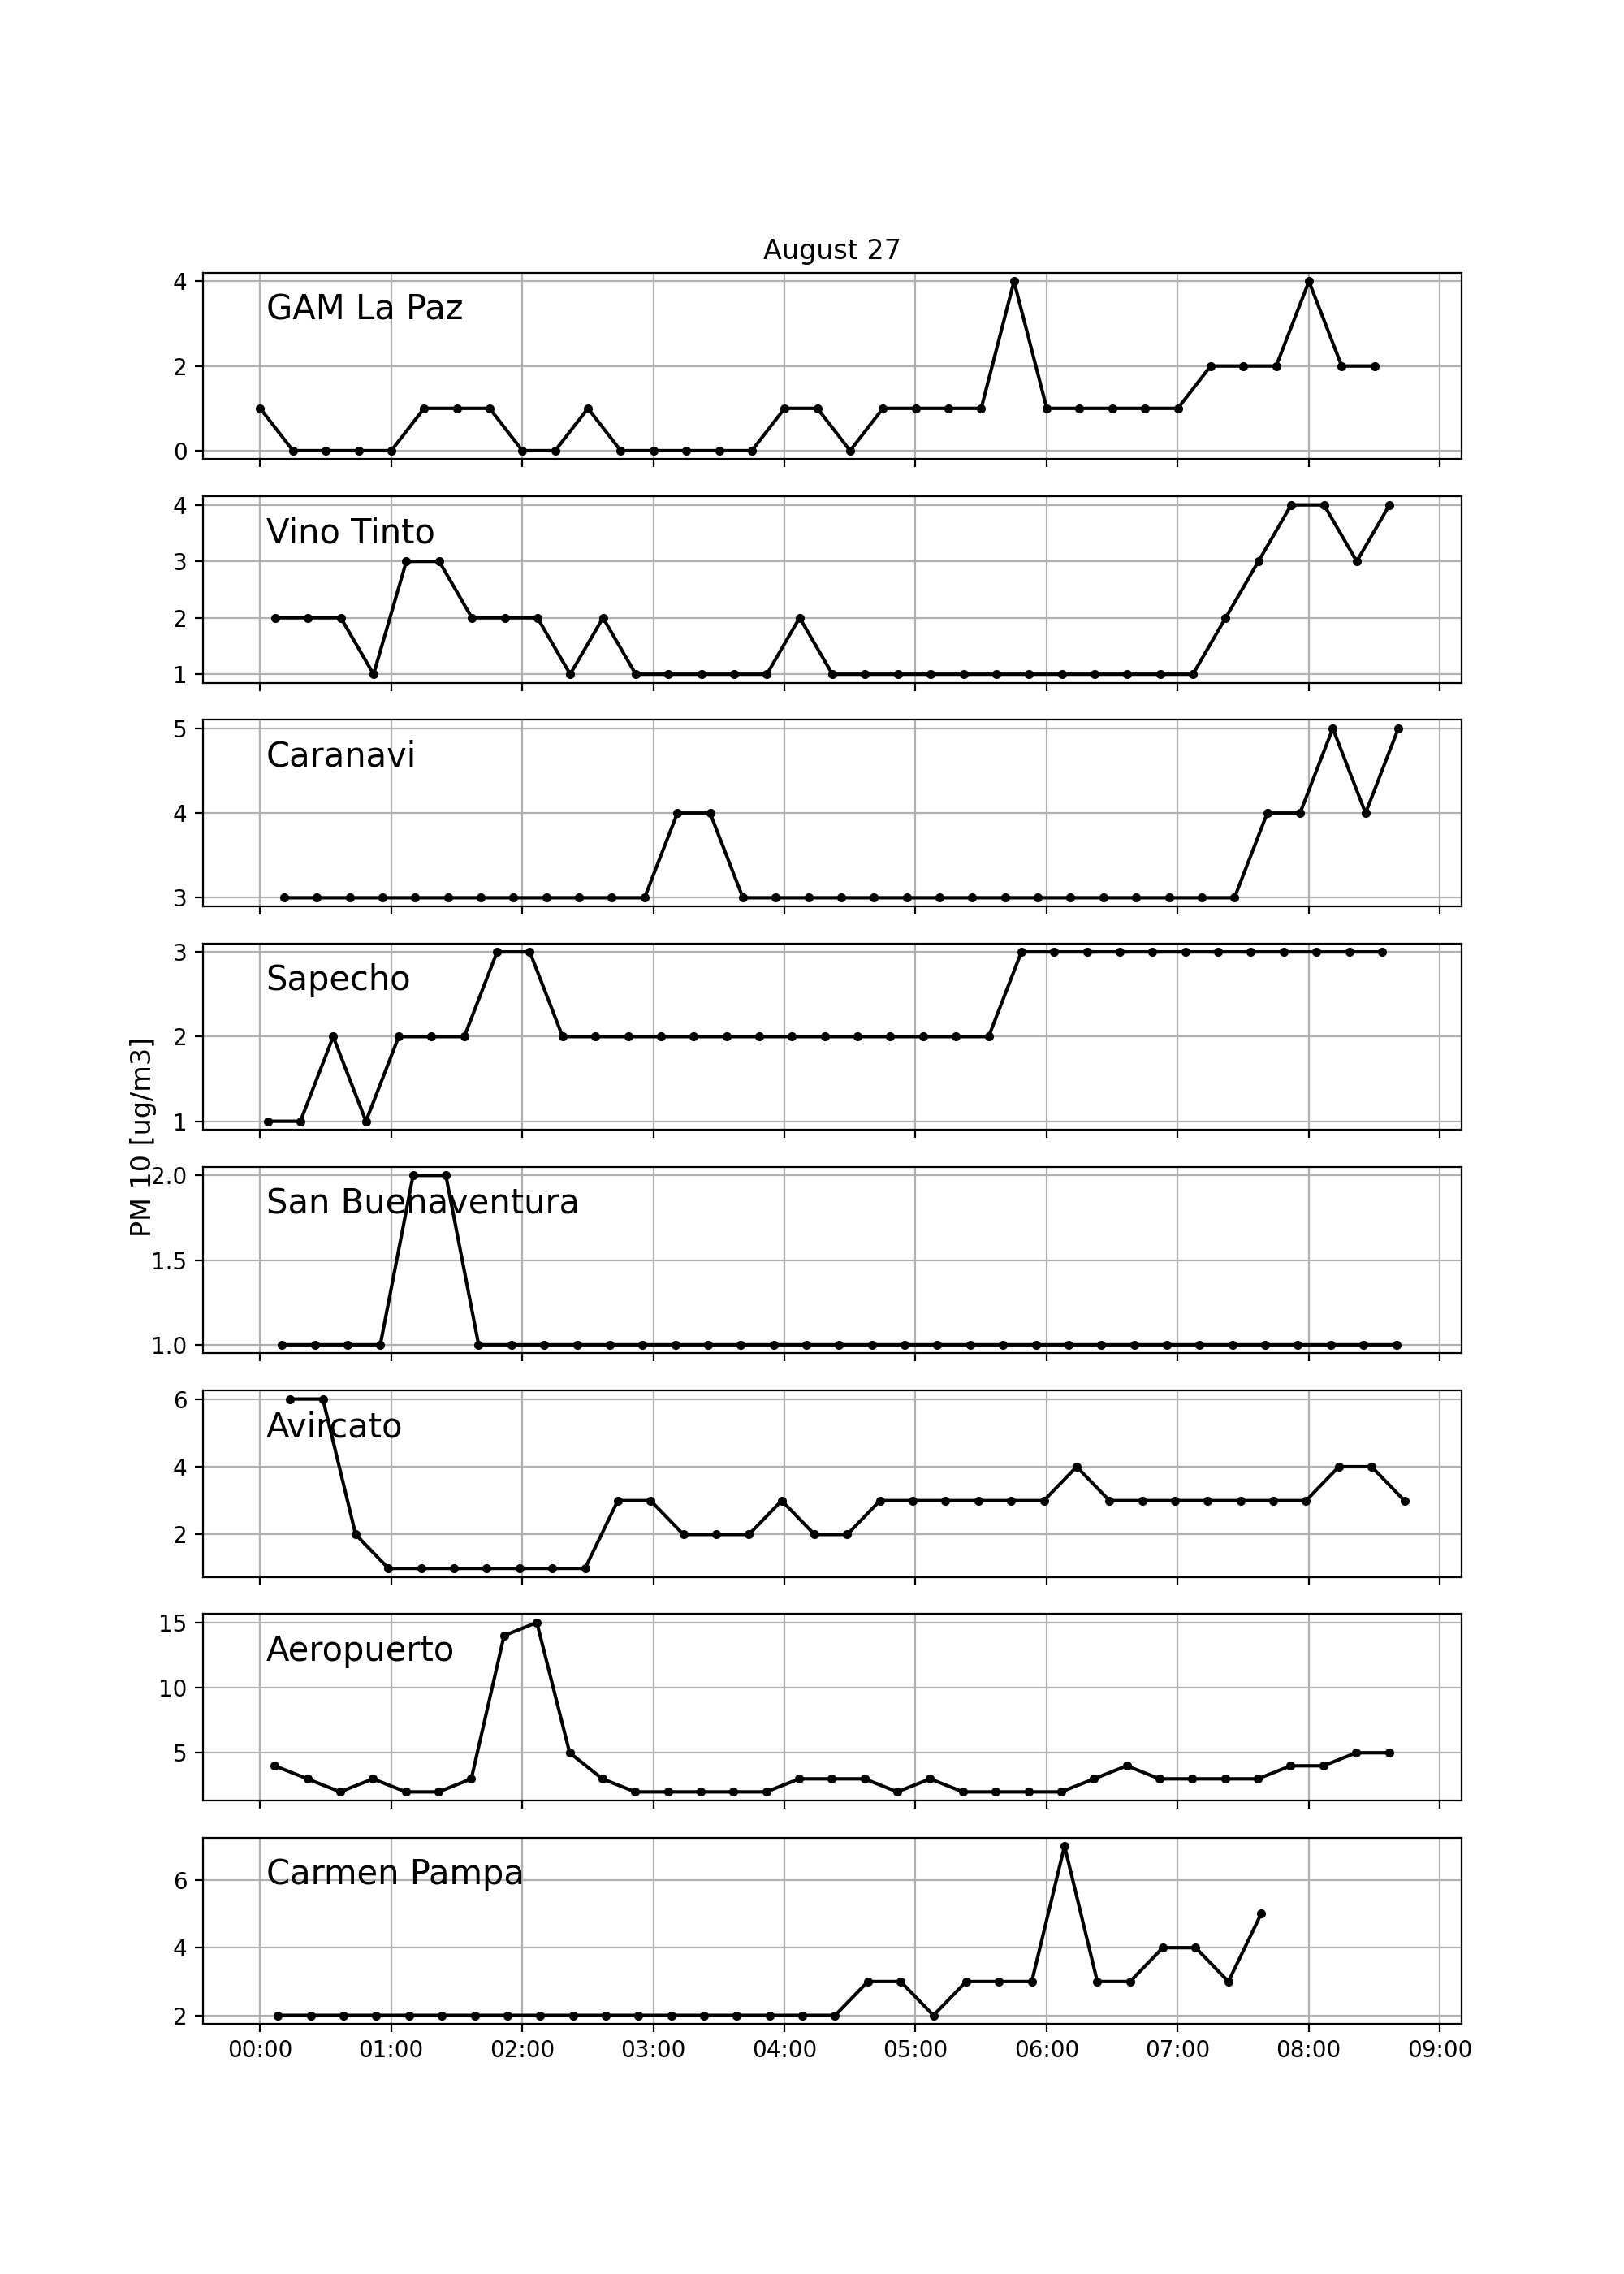 August 27
4
GAM La Paz
2
0
4
Vino Tinto
3
2
1
5
Caranavi
4
3
3
Sapecho
2
1
PM 10 [ug/m3]
2.0
San Buenaventura
1.5
1.0
6
Avircato
4
2
15
Aeropuerto
10
5
Carmen Pampa
6
4
2
00:00 01:00 02:00 03:00 04:00 05:00 06:00 07:00 08:00 09:00